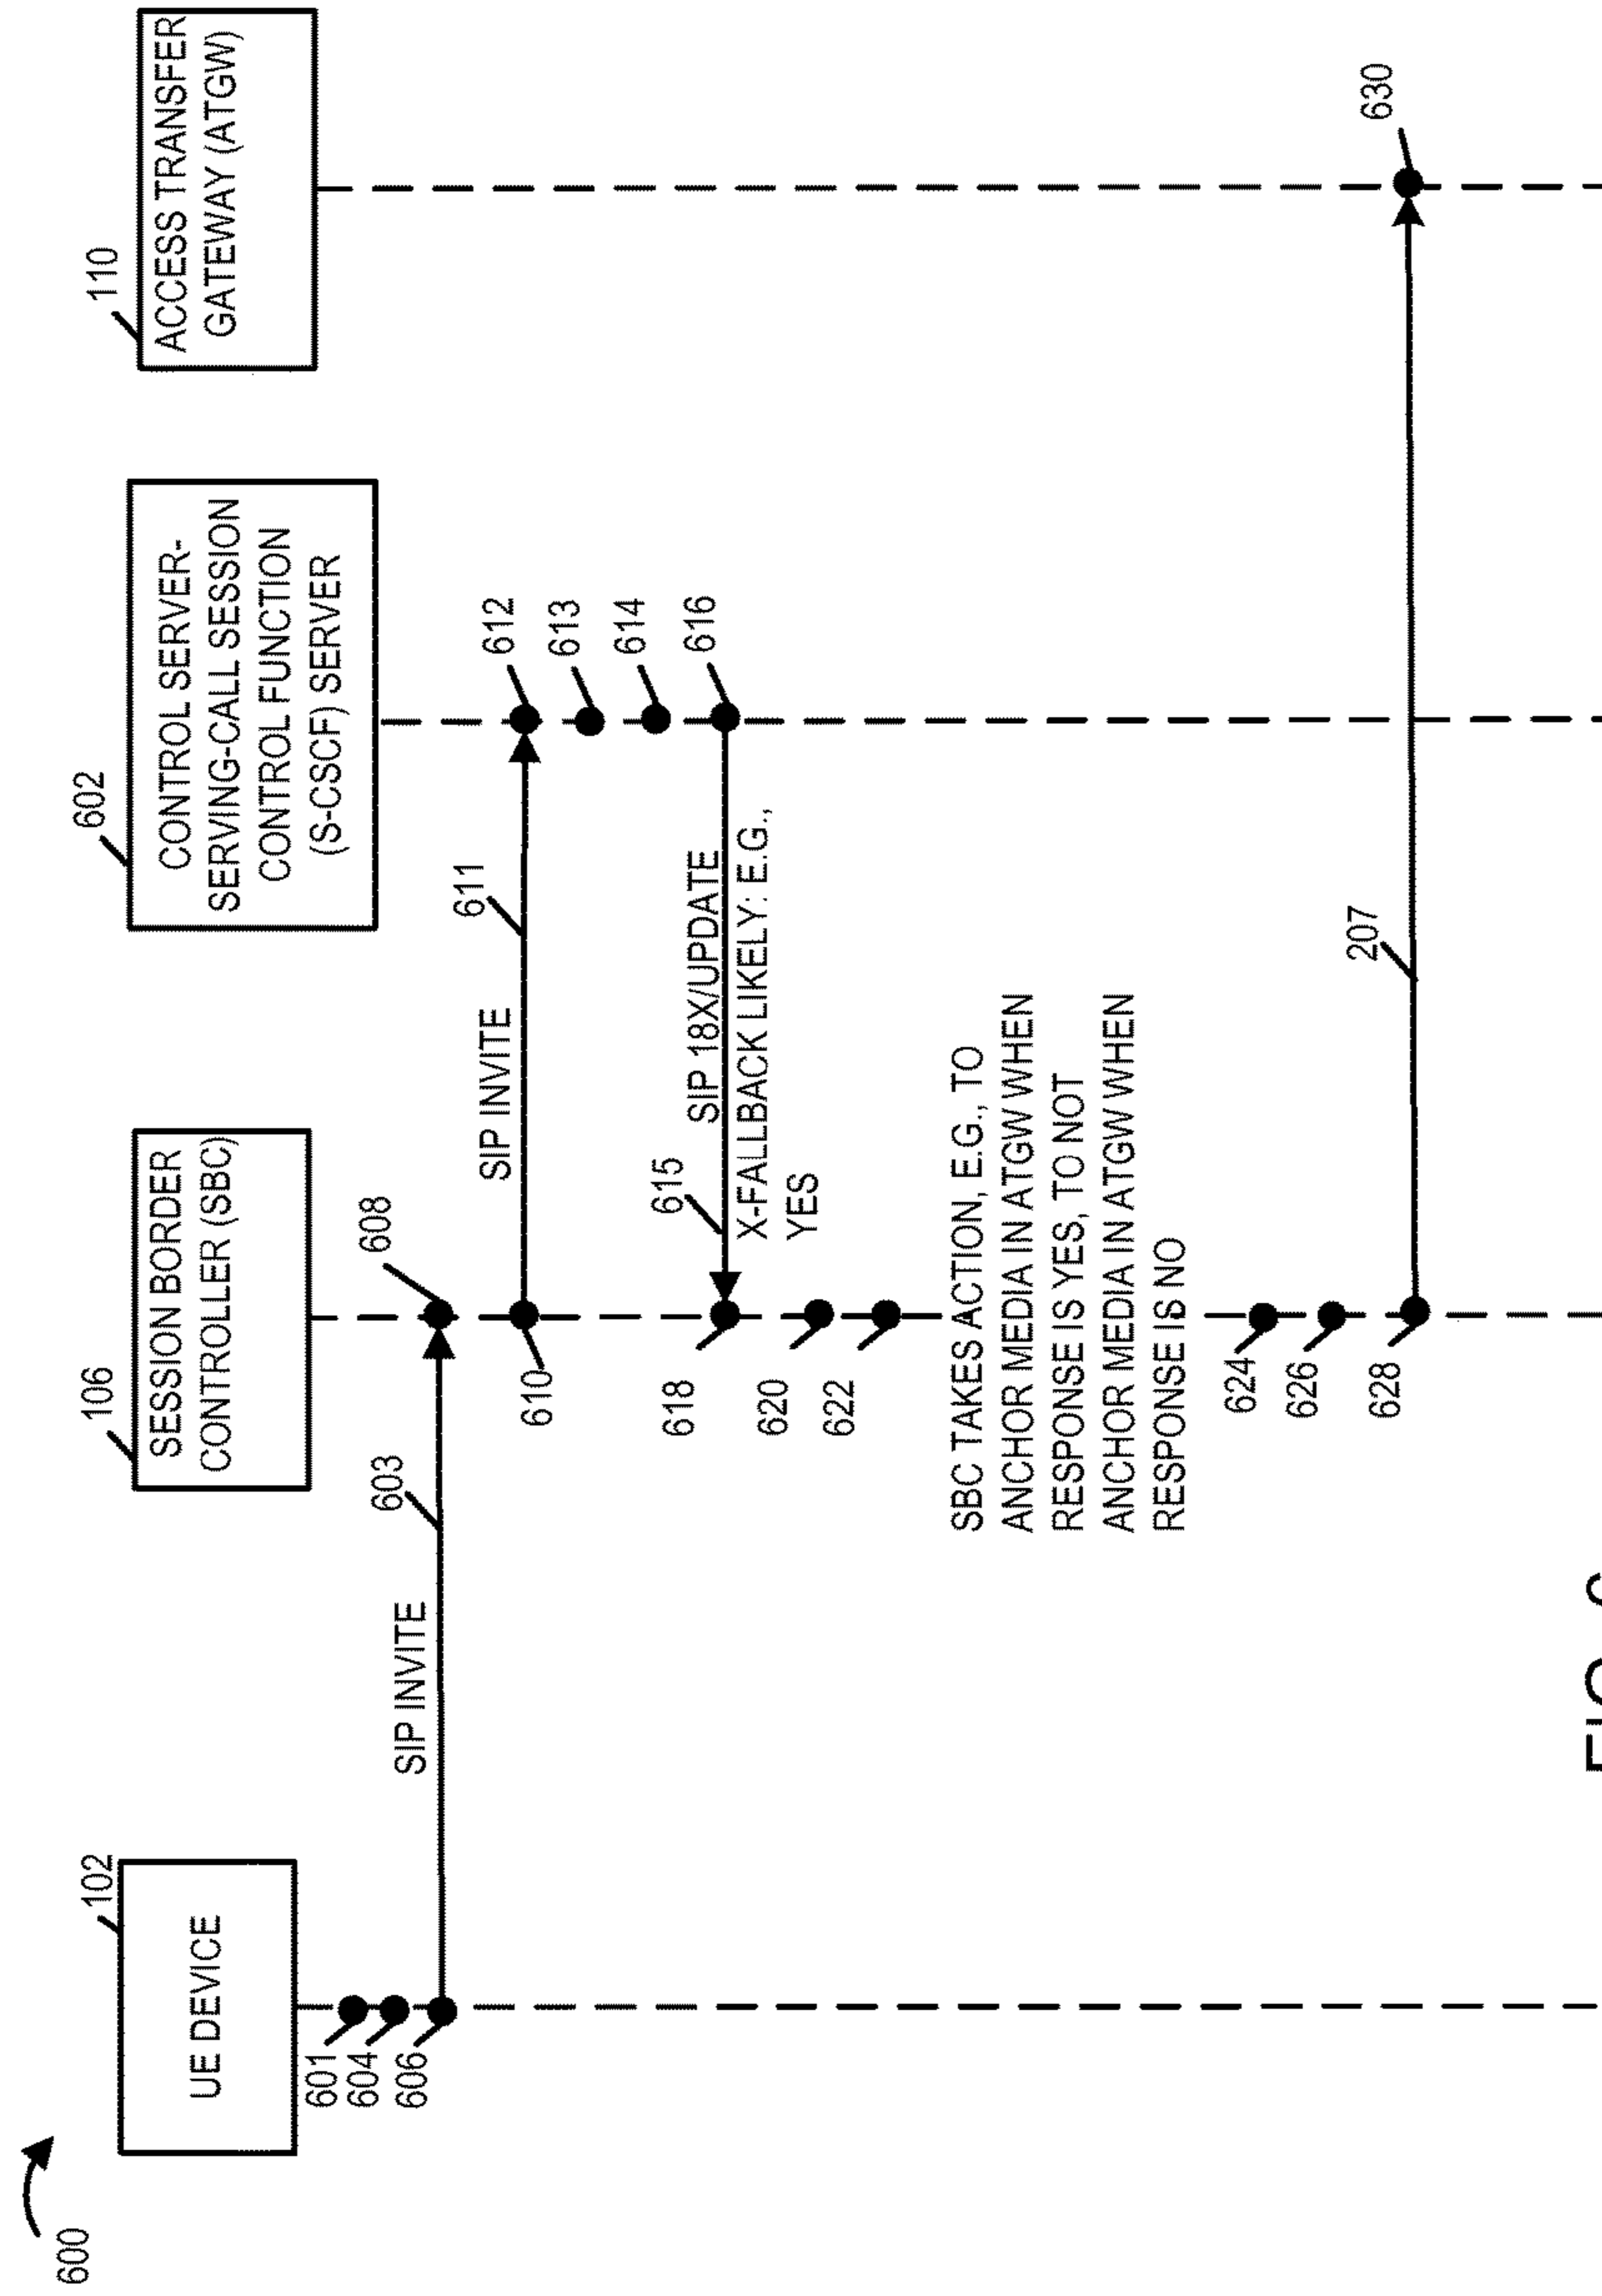 600
102
UE DEVICE
106
SESSION BORDER
CONTROLLER (SBC)
602
CONTROL SERVER-
SERVING-CALL SESSION
CONTROL FUNCTION
(S-CSCF) SERVER
110
ACCESS TRANSFER
GATEWAY (ATGW)
601
604
606
SIP INVITE
603
608
610
SIP INVITE
611
612
613
614
616
SIP 18X/UPDATE
615
X-FALLBACK LIKELY: E.G.,
YES
618
620
622
SBC TAKES ACTION, E.G., TO
ANCHOR MEDIA IN ATGW WHEN
RESPONSE IS YES, TO NOT
ANCHOR MEDIA IN ATGW WHEN
RESPONSE IS NO
624
626
628
207
630